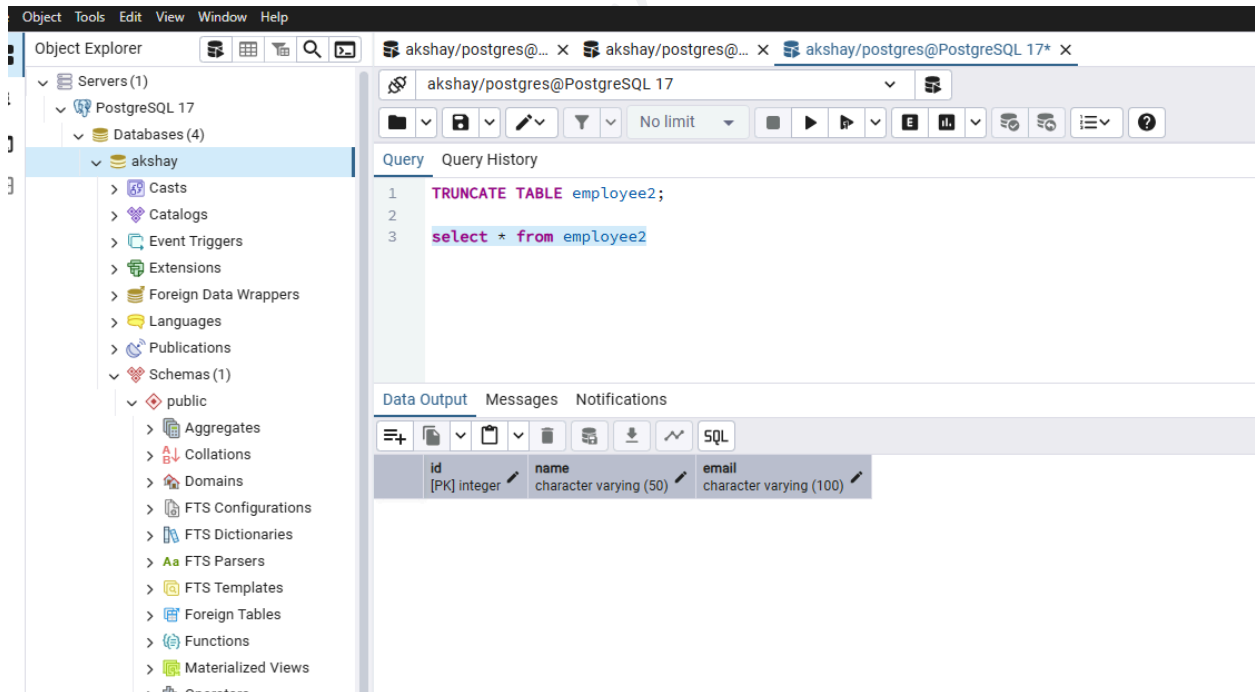 Object Tools Edit View Window Help
Object Explorer
Servers (1)
PostgreSQL 17
Databases (4)
akshay
Casts
Catalogs
Event Triggers
Extensions
Foreign Data Wrappers
Languages
Publications
Schemas (1)
public
Aggregates
Collations
Domains
FTS Configurations
FTS Dictionaries
Aa FTS Parsers
FTS Templates
Foreign Tables
Functions
Materialized Views
akshay/postgres@... akshay/postgres@... akshay/postgres@PostgreSQL 17*
akshay/postgres@PostgreSQL 17
No limit
E
Query Query History
1 TRUNCATE TABLE employee2;
2
3 select * from employee2
Data Output Messages Notifications
SQL
id name email
[PK] integer character varying (50) character varying (100)